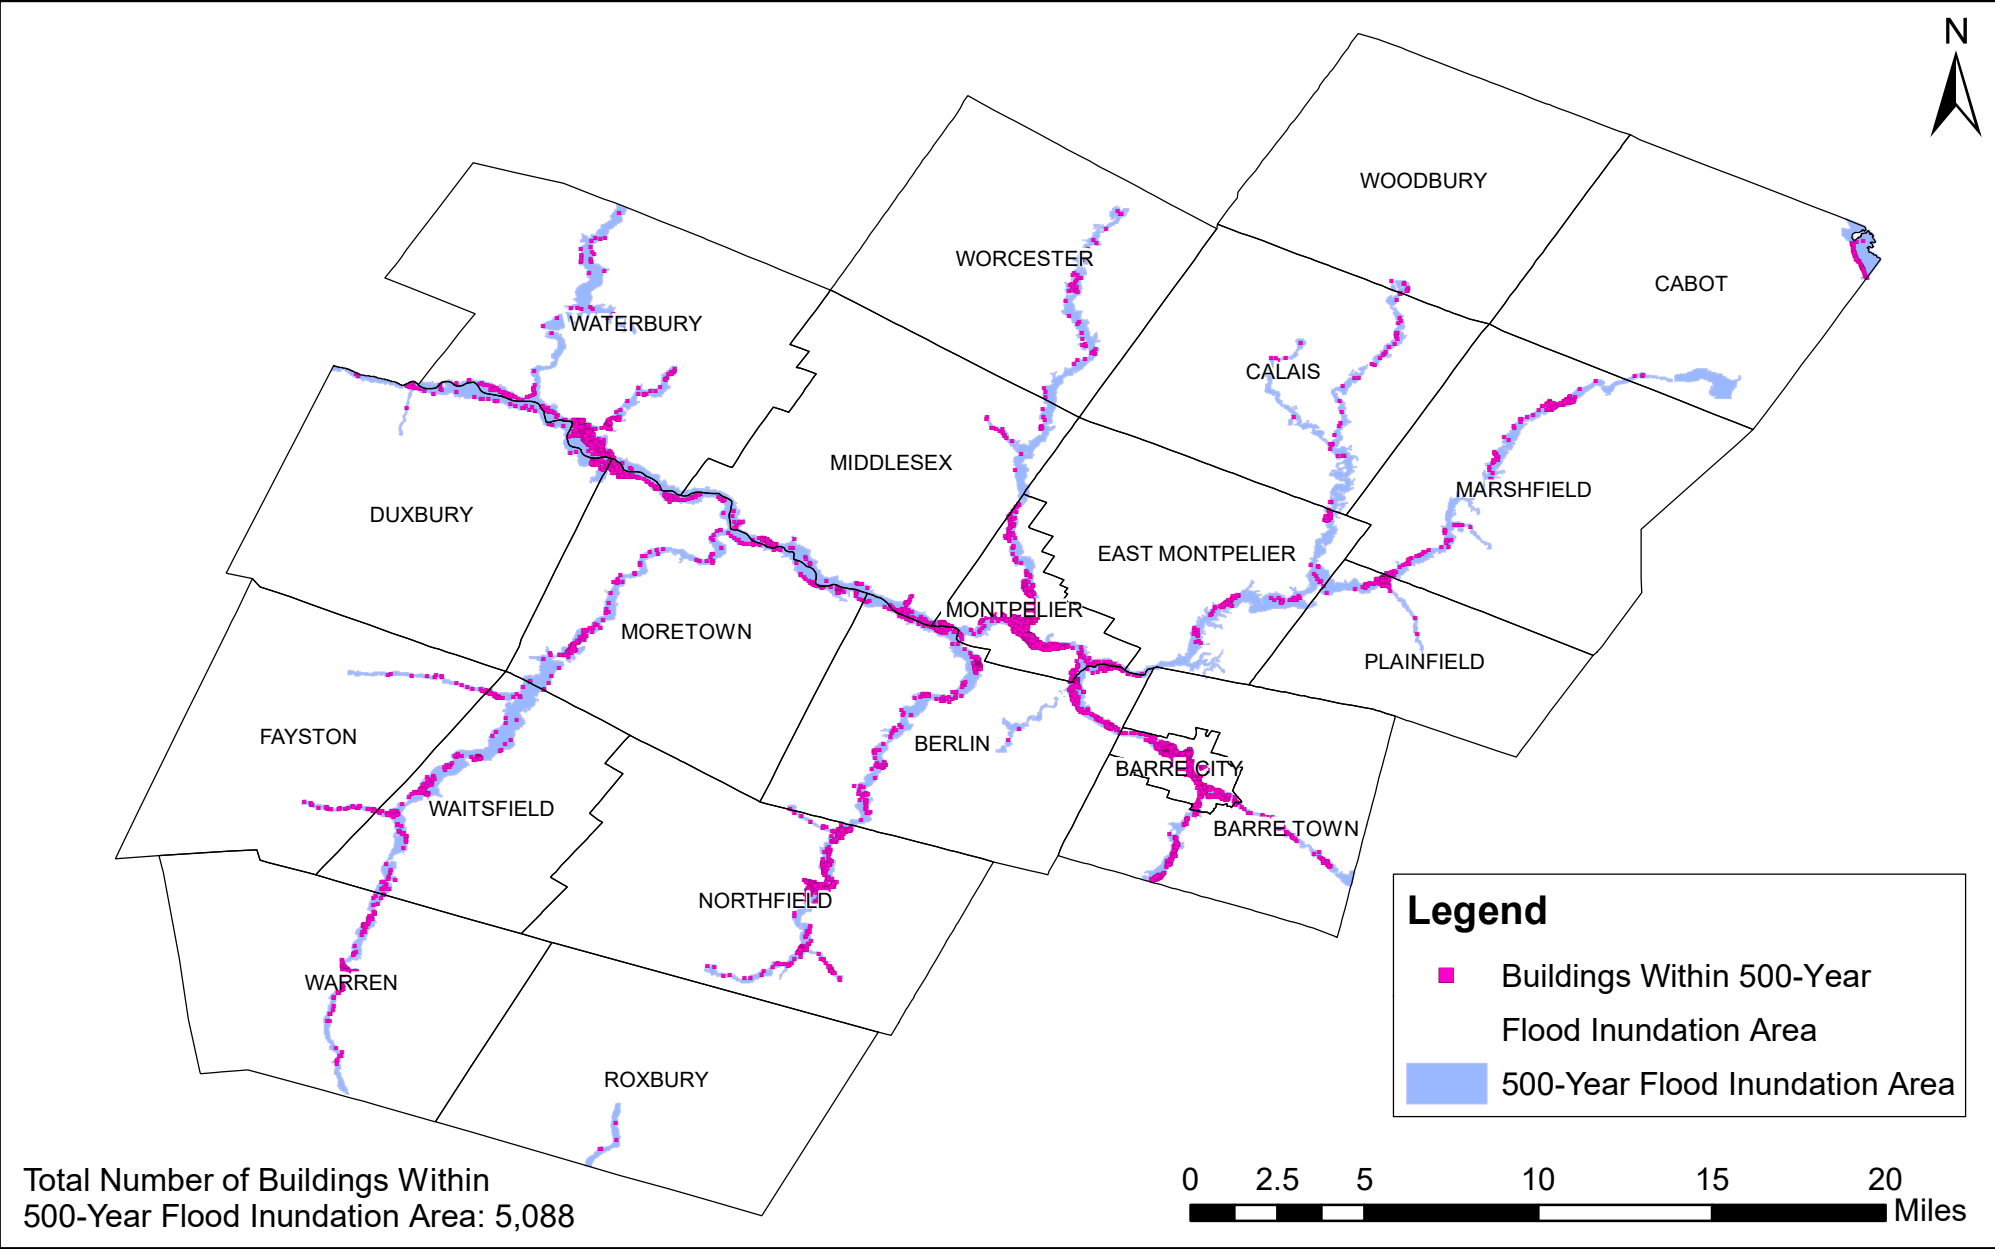 N
WOODBURY
WORCESTER
CABOT
WATERBURY
CALAIS
MIDDLESEX
MARSHFIELD
DUXBURY
EAST MONTPELIER
MONTPELIER
MORETOWN
PLAINFIELD
FAYSTON
BERLIN
BARRE CITY
WAITSFIELD
BARRE TOWN
NORTHFIELD
WARREN
ROXBURY
Legend
Buildings Within 500-Year
Flood Inundation Area
500-Year Flood Inundation Area
Total Number of Buildings Within
500-Year Flood Inundation Area: 5,088
0 2.5 5 10 15 20
Miles